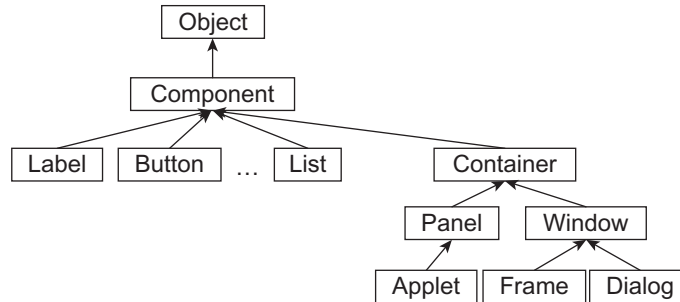 Object
Component
Label Button … List Container
Panel Window
Applet Frame Dialog